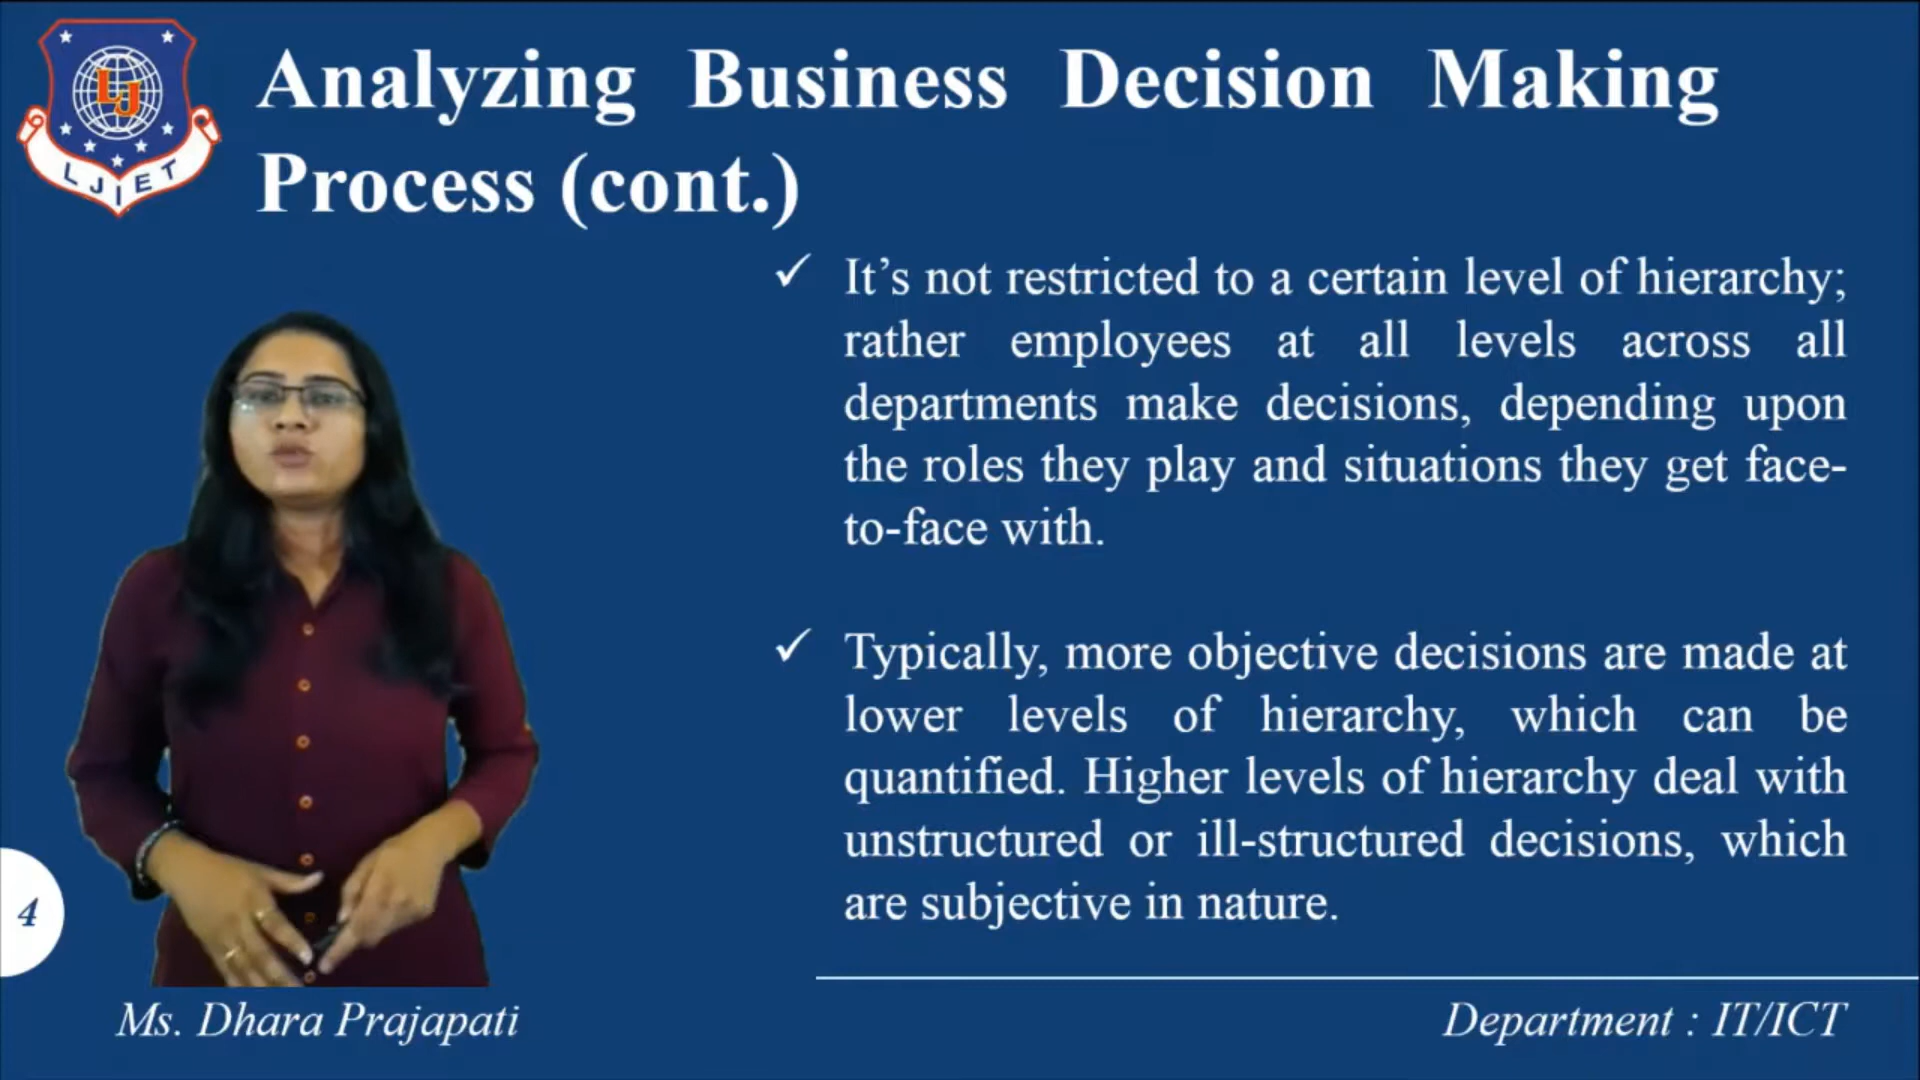 LJ
LJIET
Analyzing Business Decision Making
Process (cont.)
✓ It’s not restricted to a certain level of hierarchy;
rather employees at all levels across all
departments make decisions, depending upon
the roles they play and situations they get face-
to-face with.
✓ Typically, more objective decisions are made at
lower levels of hierarchy, which can be
quantified. Higher levels of hierarchy deal with
unstructured or ill-structured decisions, which
are subjective in nature.
4
Ms. Dhara Prajapati
Department : IT/ICT